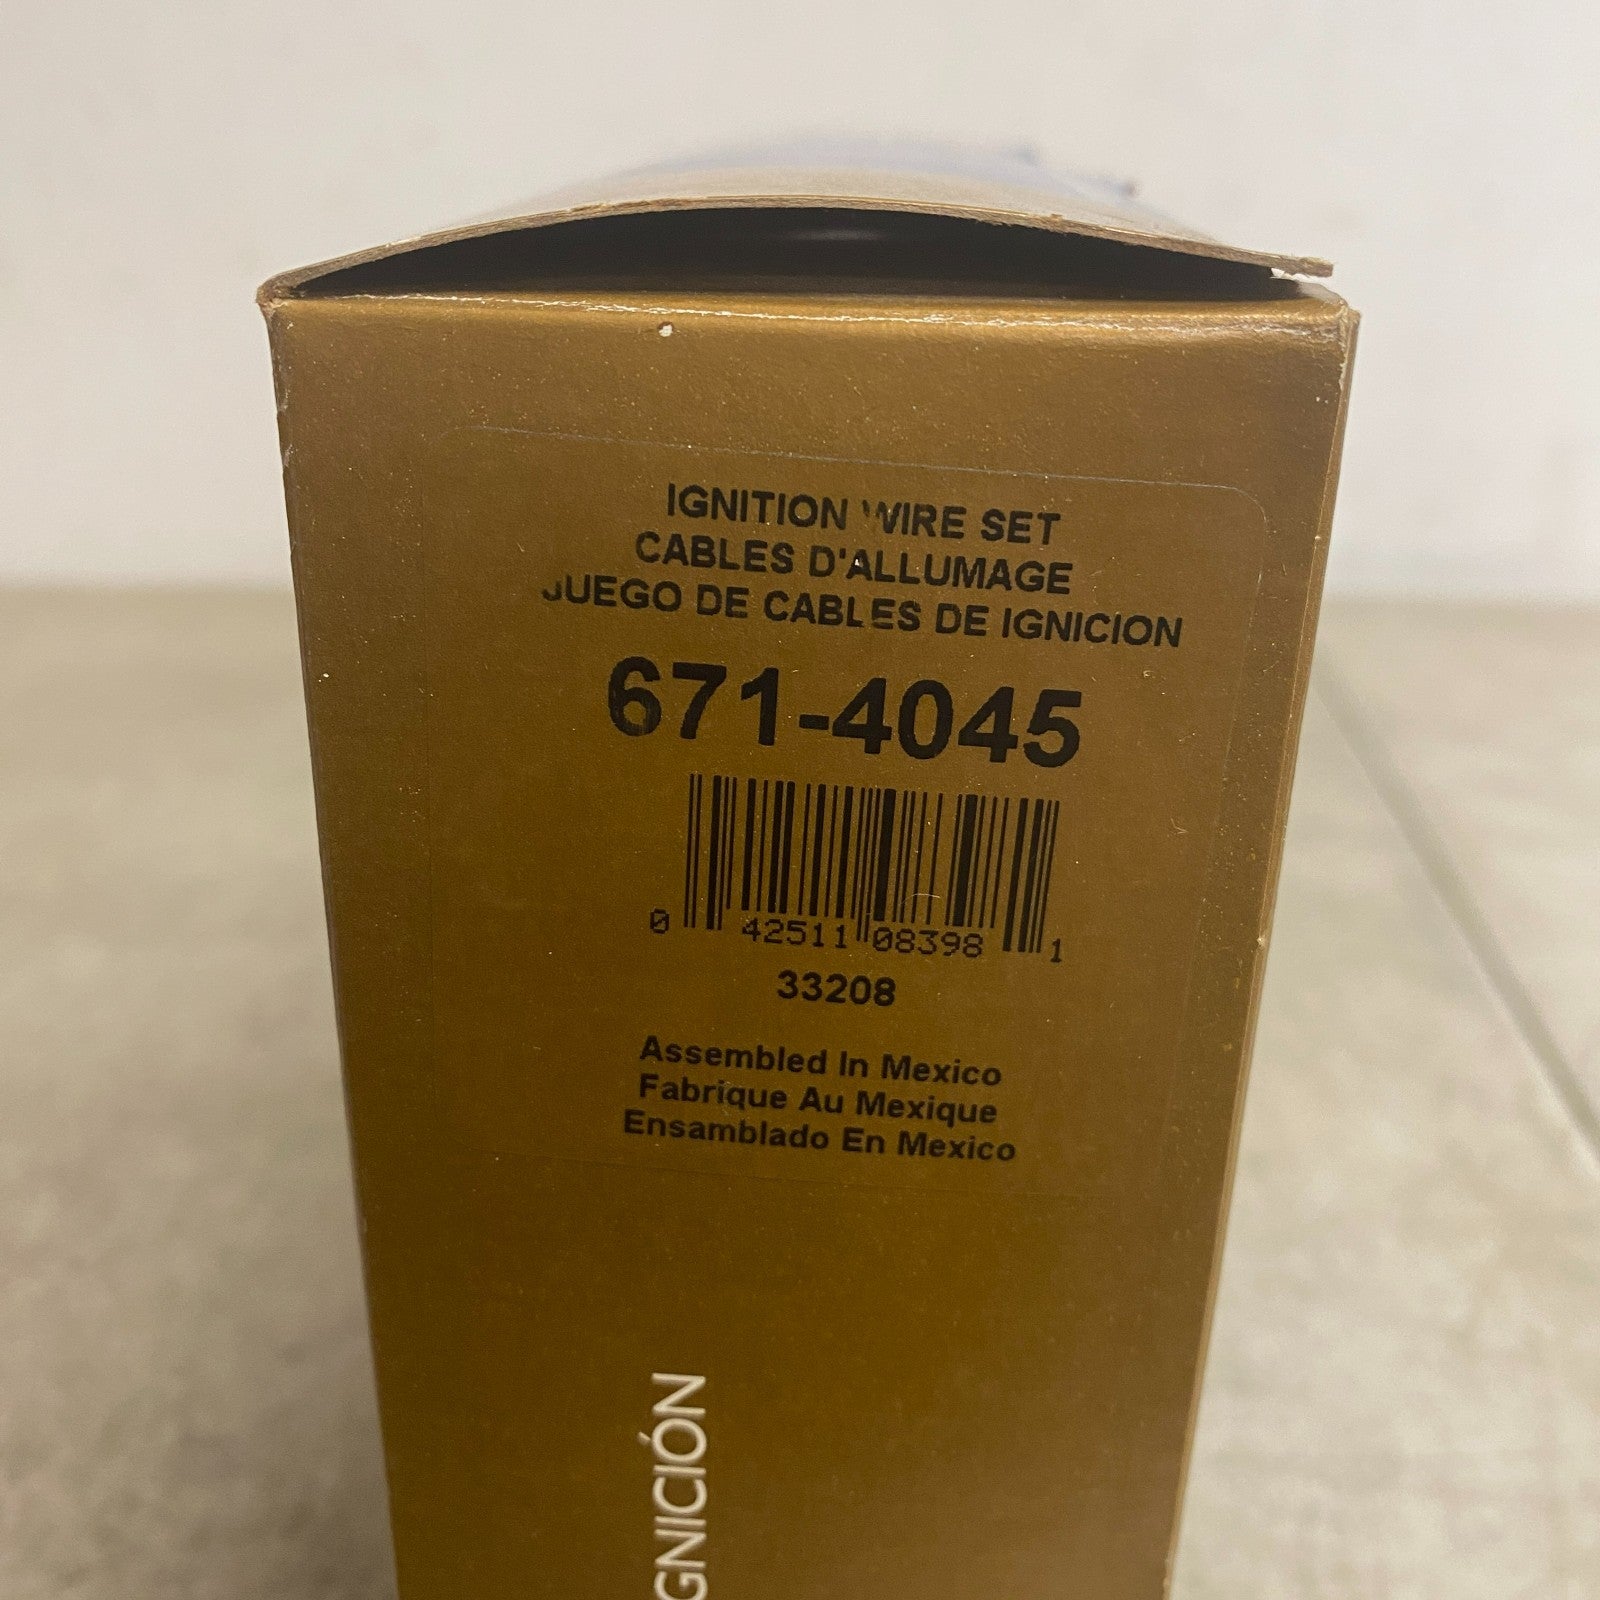 IGNITION WIRE SET
CABLES D'ALLUMAGE
JUEGO DE CABLES DE IGNICION
671-4045
0 42511 08398 1
33208
Assembled In Mexico
Fabrique Au Mexique
Ensamblado En Mexico
GNICIÓN